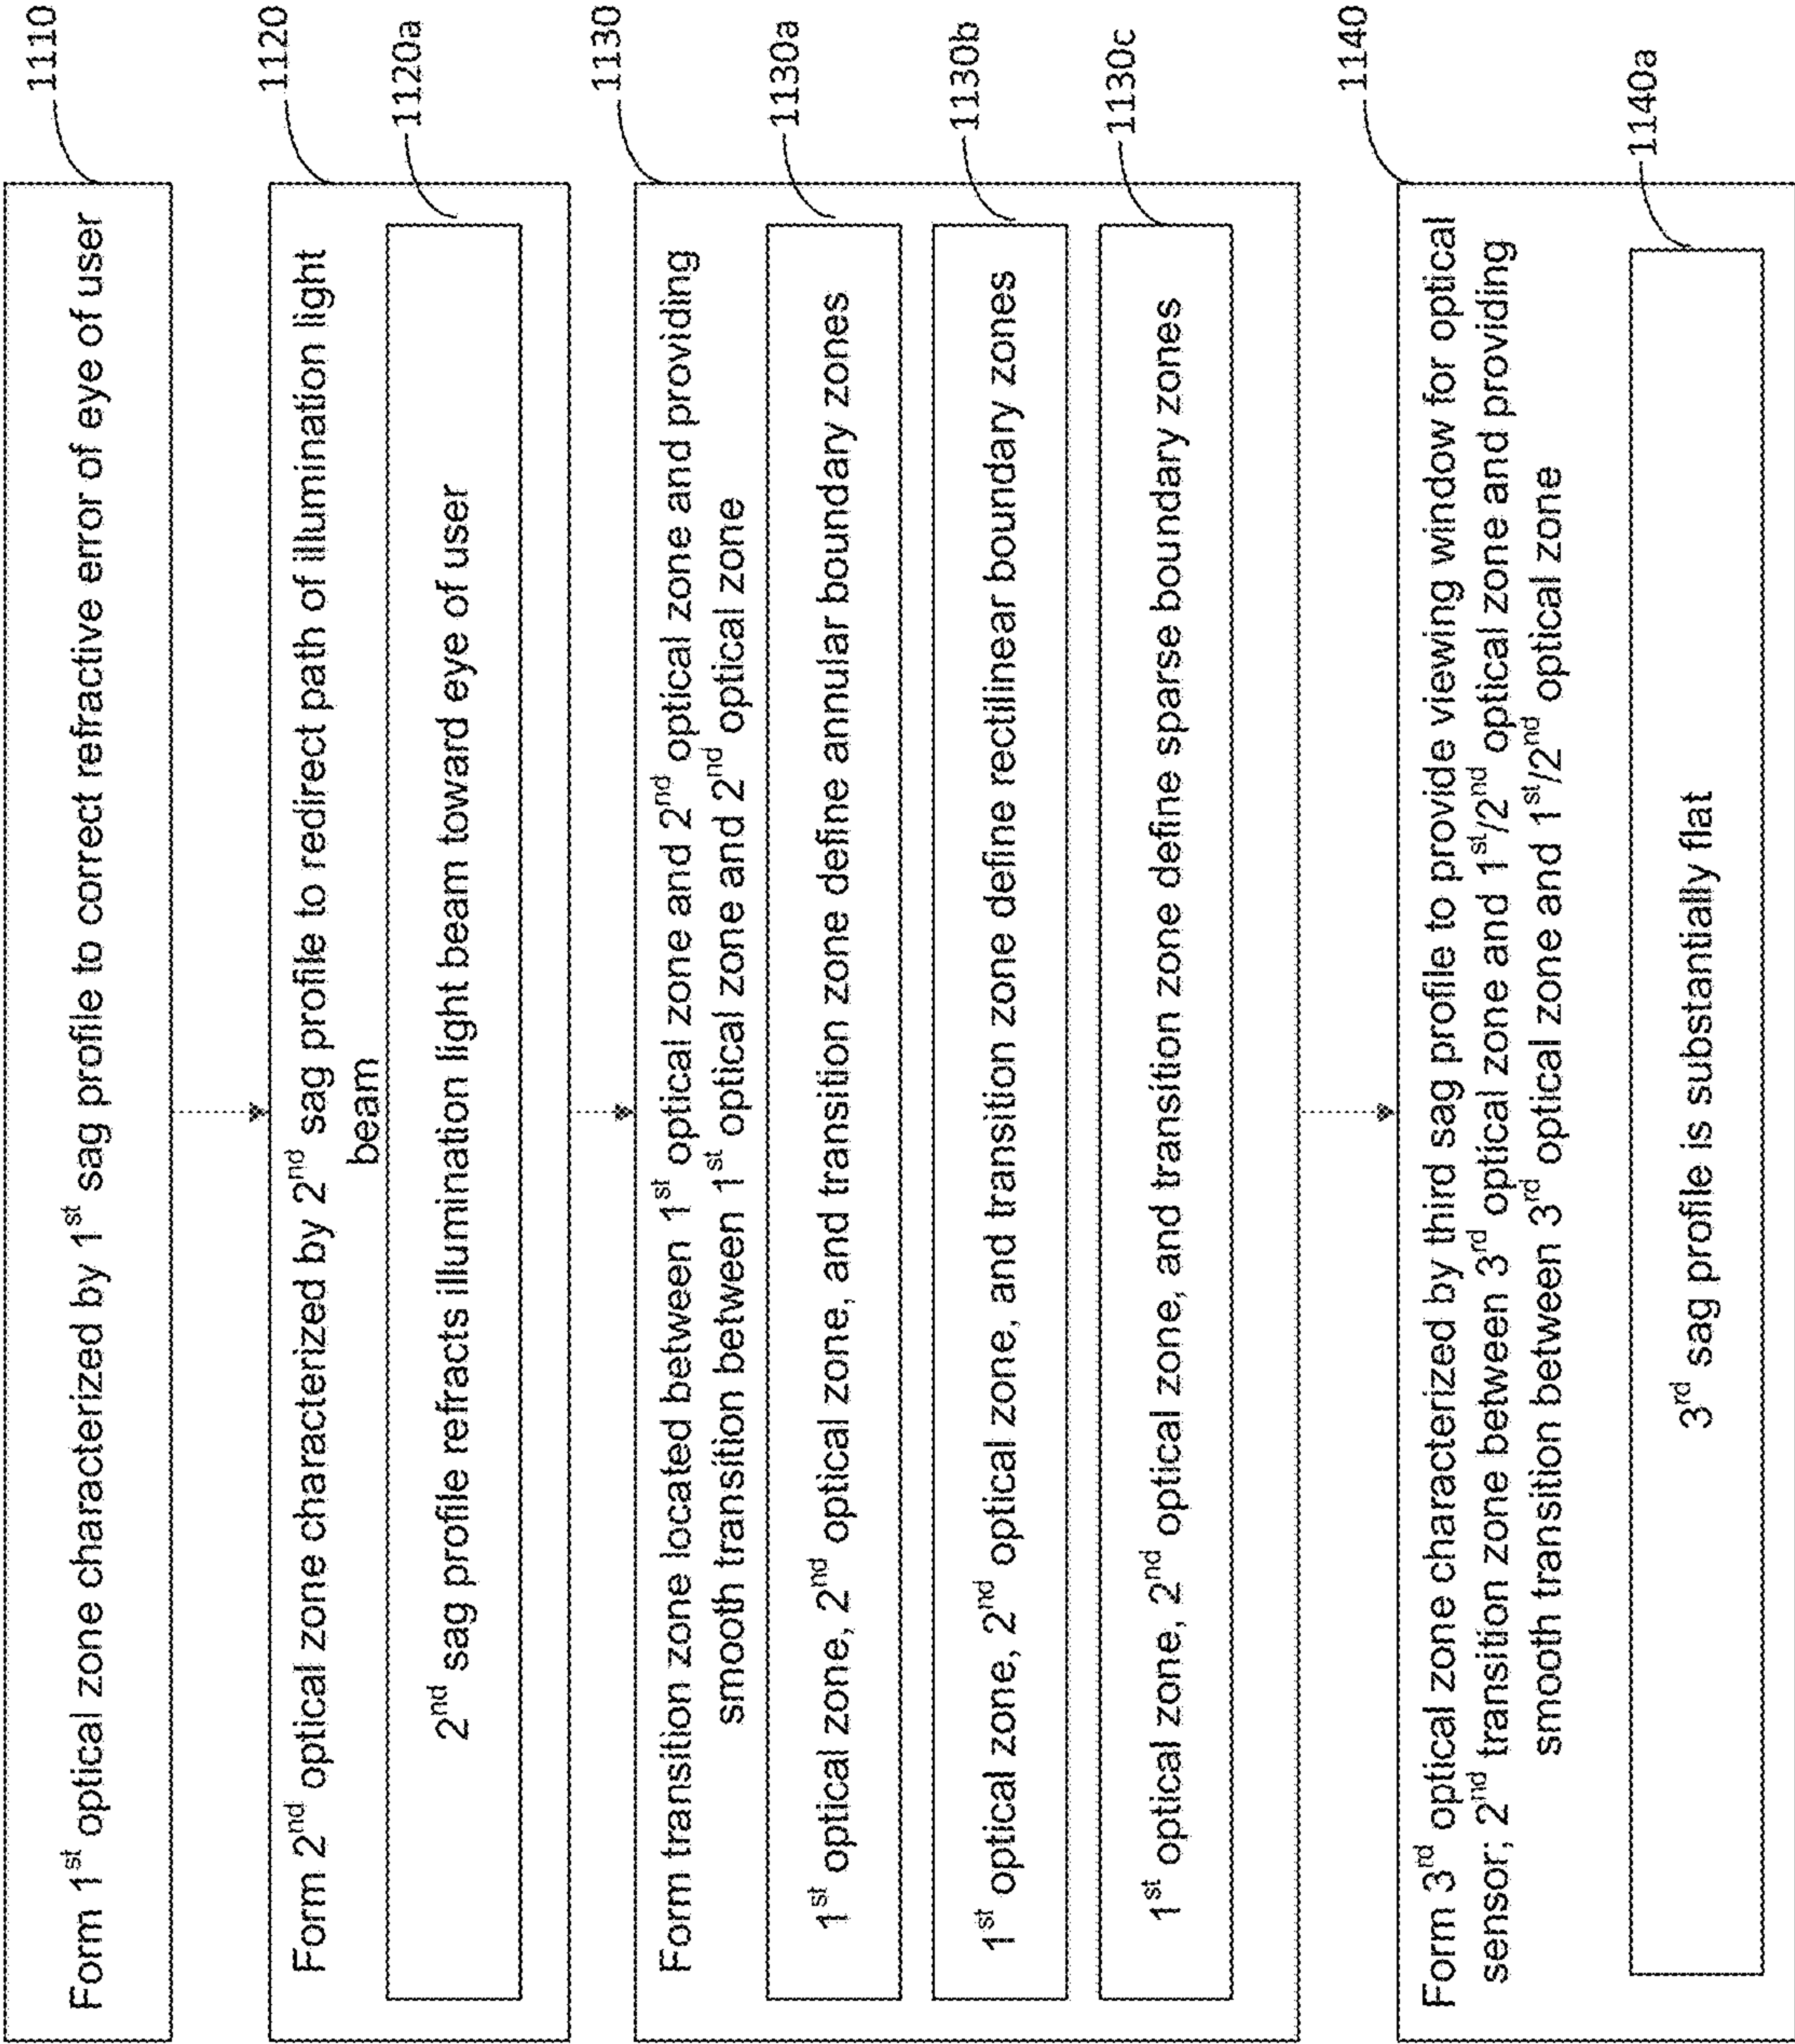 Form 1st optical zone characterized by 1st sag profile to correct refractive error of eye of user
1110
Form 2nd optical zone characterized by 2nd sag profile to redirect path of illumination light
beam
1120
2nd sag profile refracts illumination light beam toward eye of user
1120a
Form transition zone located between 1st optical zone and 2nd optical zone and providing
smooth transition between 1st optical zone and 2nd optical zone
1130
1st optical zone, 2nd optical zone, and transition zone define annular boundary zones
1130a
1st optical zone, 2nd optical zone, and transition zone define rectilinear boundary zones
1130b
1st optical zone, 2nd optical zone, and transition zone define sparse boundary zones
1130c
Form 3rd optical zone characterized by third sag profile to provide viewing window for optical
sensor; 2nd transition zone between 3rd optical zone and 1st/2nd optical zone and providing
smooth transition between 3rd optical zone and 1st/2nd optical zone
1140
3rd sag profile is substantially flat
1140a